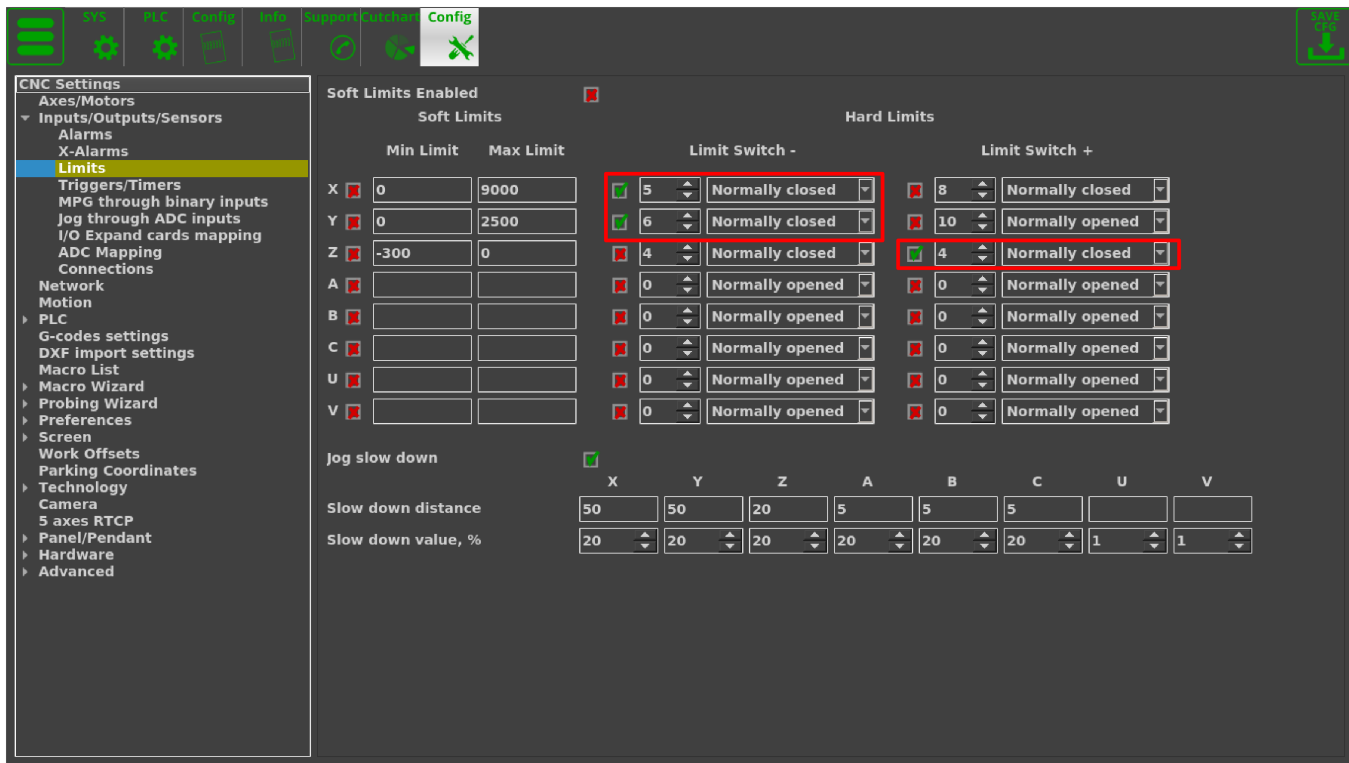 SYS PLC Config Info Support Cutchart Config SAVE
CFG
CNC Settings
Axes/Motors
Inputs/Outputs/Sensors
Alarms
X-Alarms
Limits
Triggers/Timers
MPG through binary inputs
Jog through ADC inputs
I/O Expand cards mapping
ADC Mapping
Connections
Network
Motion
PLC
G-codes settings
DXF import settings
Macro List
Macro Wizard
Probing Wizard
Preferences
Screen
Work Offsets
Parking Coordinates
Technology
Camera
5 axes RTCP
Panel/Pendant
Hardware
Advanced
Soft Limits Enabled
Soft Limits Hard Limits
Min Limit Max Limit Limit Switch - Limit Switch +
X 0 9000 5 Normally closed 8 Normally closed
Y 0 2500 6 Normally closed 10 Normally opened
Z -300 0 4 Normally closed 4 Normally closed
A 0 Normally opened 0 Normally opened
B 0 Normally opened 0 Normally opened
C 0 Normally opened 0 Normally opened
U 0 Normally opened 0 Normally opened
V 0 Normally opened 0 Normally opened
Jog slow down
X Y Z A B C U V
Slow down distance 50 50 20 5 5 5
Slow down value, % 20 20 20 20 20 20 1 1